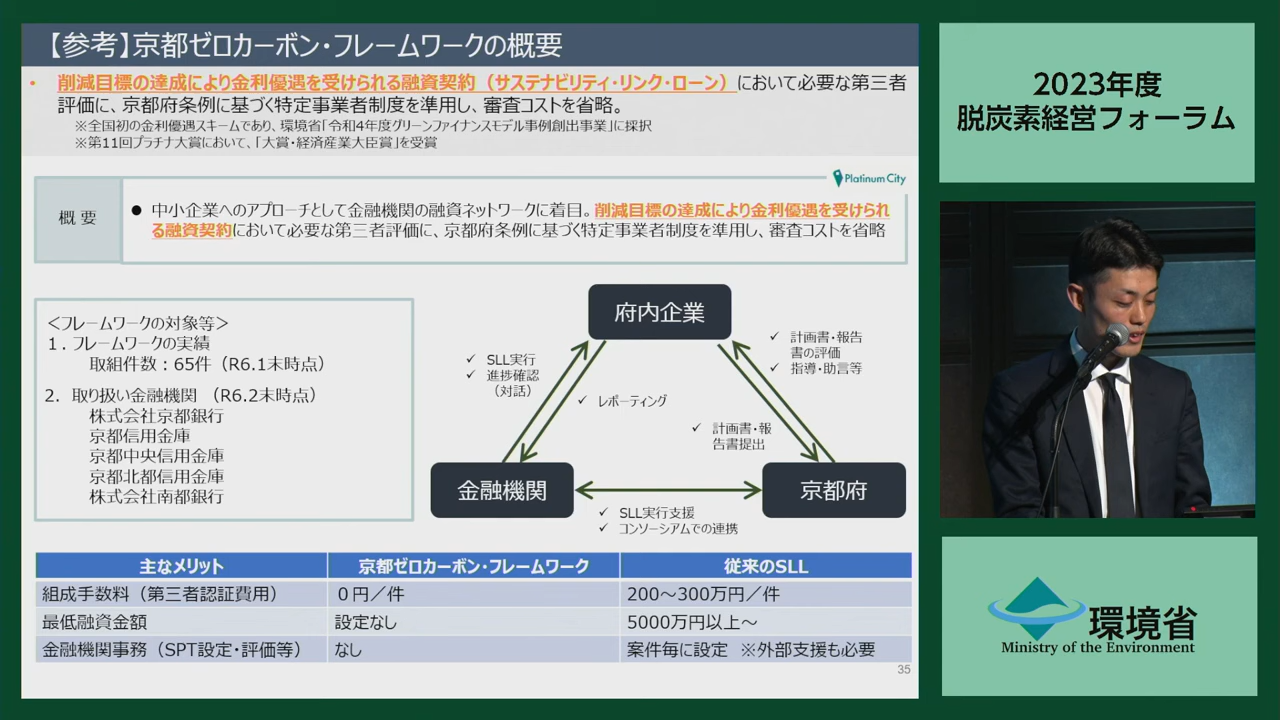 【参考】京都ゼロカーボン・フレームワークの概要
• 削減目標の達成により金利優遇を受けられる融資契約（サステナビリティ・リンク・ローン）において必要な第三者
評価に、京都府条例に基づく特定事業者制度を準用し、審査コストを省略。
※全国初の金利優遇スキームであり、環境省「令和4年度グリーンファイナンスモデル事例創出事業」に採択
※第11回プラチナ大賞において、「大賞・経済産業大臣賞」を受賞
Platinum City
概要
● 中小企業へのアプローチとして金融機関の融資ネットワークに着目。削減目標の達成により金利優遇を受けられ
る融資契約において必要な第三者評価に、京都府条例に基づく特定事業者制度を準用し、審査コストを省略
＜フレームワークの対象等＞
１．フレームワークの実績
取組件数：65件（R6.1末時点）
２．取り扱い金融機関（R6.2末時点）
株式会社京都銀行
京都信用金庫
京都中央信用金庫
京都北都信用金庫
株式会社南都銀行
府内企業
✓ SLL実行
✓ 進捗確認
（対話）
✓ レポーティング
✓ 計画書・報告
書の評価
✓ 指導・助言等
✓ 計画書・報
告書提出
金融機関
京都府
✓ SLL実行支援
✓ コンソーシアムでの連携
主なメリット 京都ゼロカーボン・フレームワーク 従来のSLL
組成手数料（第三者認証費用） ０円／件 200～300万円／件
最低融資金額 設定なし 5000万円以上～
金融機関事務（SPT設定・評価等） なし 案件毎に設定 ※外部支援も必要
35
2023年度
脱炭素経営フォーラム
環境省
Ministry of the Environment